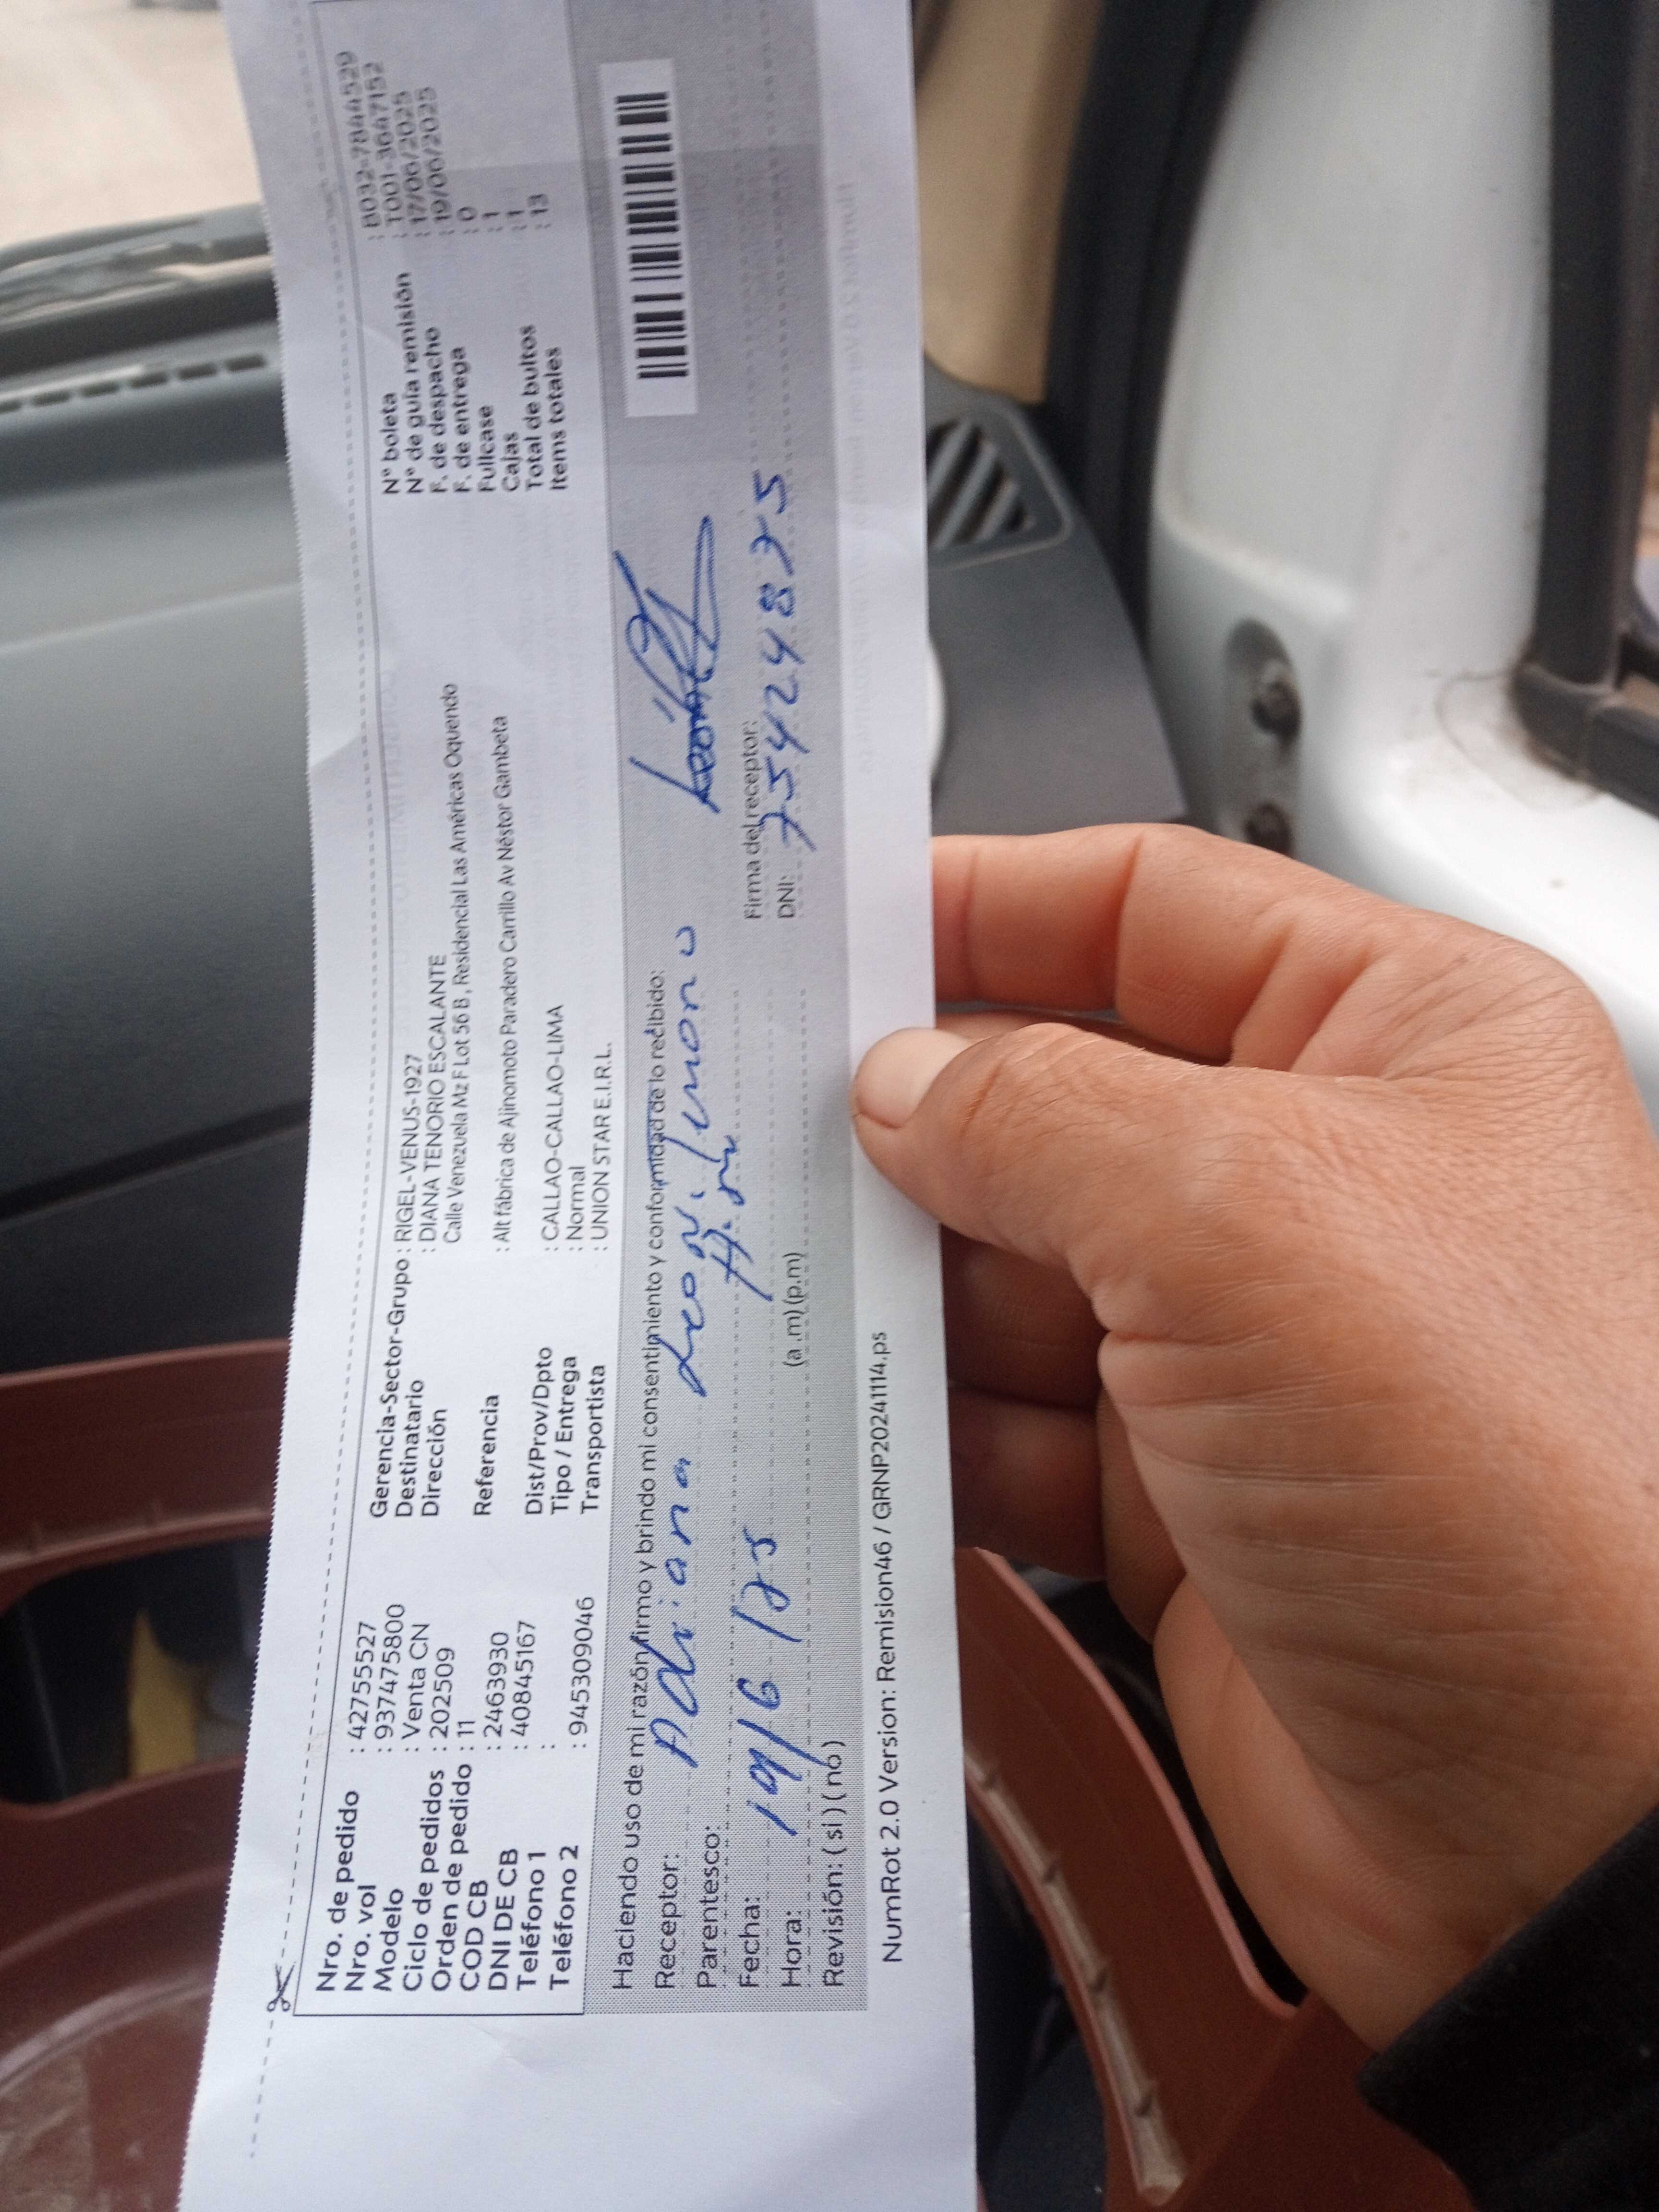 Nro. de pedido : 42755527
Nro. vol : 937475800
Modelo : Venta CN
Ciclo de pedidos : 202509
Orden de pedido : 11
COD CB : 2463930
DNI DE CB : 40845167
Teléfono 1 :
Teléfono 2 : 945309046
Gerencia-Sector-Grupo : RIGEL-VENUS-1927
Destinatario : DIANA TENORIO ESCALANTE
Dirección Calle Venezuela Mz F Lot 56 B, Residencial Las Américas Oquendo
Referencia : Alt fábrica de Ajinomoto Paradero Carrillo Av Néstor Gambeta
Dist/Prov/Dpto : CALLAO-CALLAO-LIMA
Tipo / Entrega : Normal
Transportista : UNION STAR E.I.R.L.
Nº boleta : B032-7844529
Nº de guía remisión : T001-3647152
F. de despacho : 17/06/2025
F. de entrega : 19/06/2025
Fullcase : 0
Cajas : 1
Total de bultos : 1
Items totales : 13
Haciendo uso de mi razón firmo y brindo mi consentimiento y conformidad de lo recibido:
Receptor: Adriana
Parentesco:
Fecha: 19/6/25
Hora: (a.m) (p.m)
Revisión: ( si ) ( no )
Firma del receptor:
DNI: 75424875
NumRot 2.0 Version: Remision46 / GRNP20241114.ps